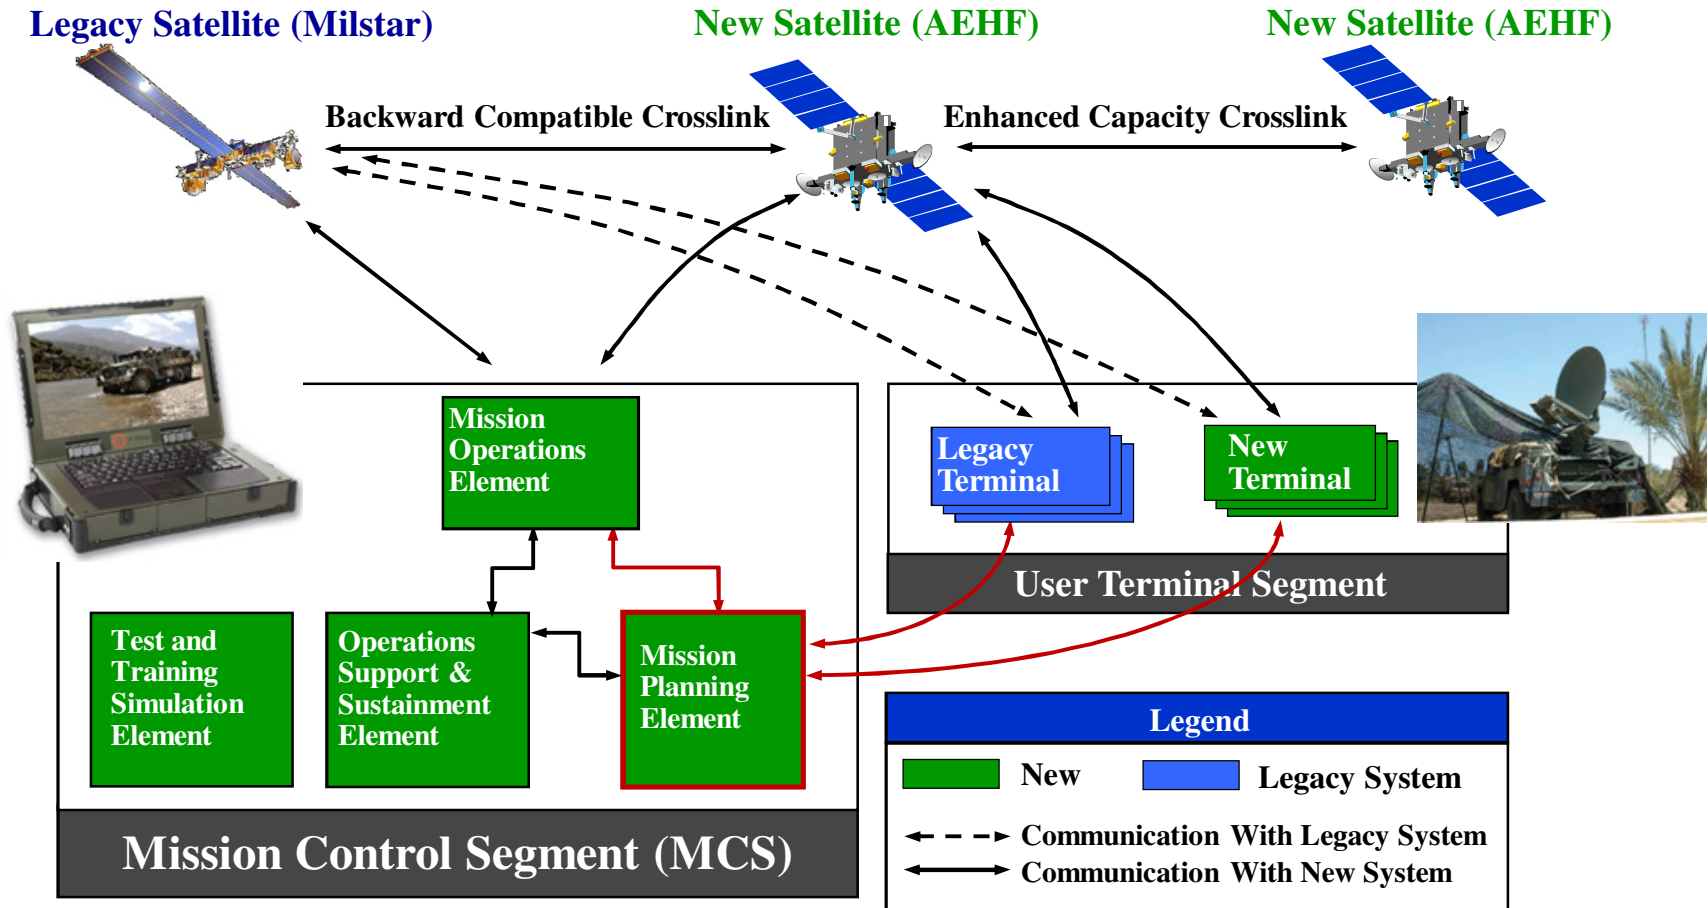 Legacy Satellite (Milstar)
New Satellite (AEHF)
New Satellite (AEHF)
Backward Compatible Crosslink
Enhanced Capacity Crosslink
Mission
Operations
Element
Legacy
Terminal
New
Terminal
User Terminal Segment
Test and
Training
Simulation
Element
Operations
Support &
Sustainment
Element
Mission
Planning
Element
Mission Control Segment (MCS)
Legend
New
Legacy System
Communication With Legacy System
Communication With New System